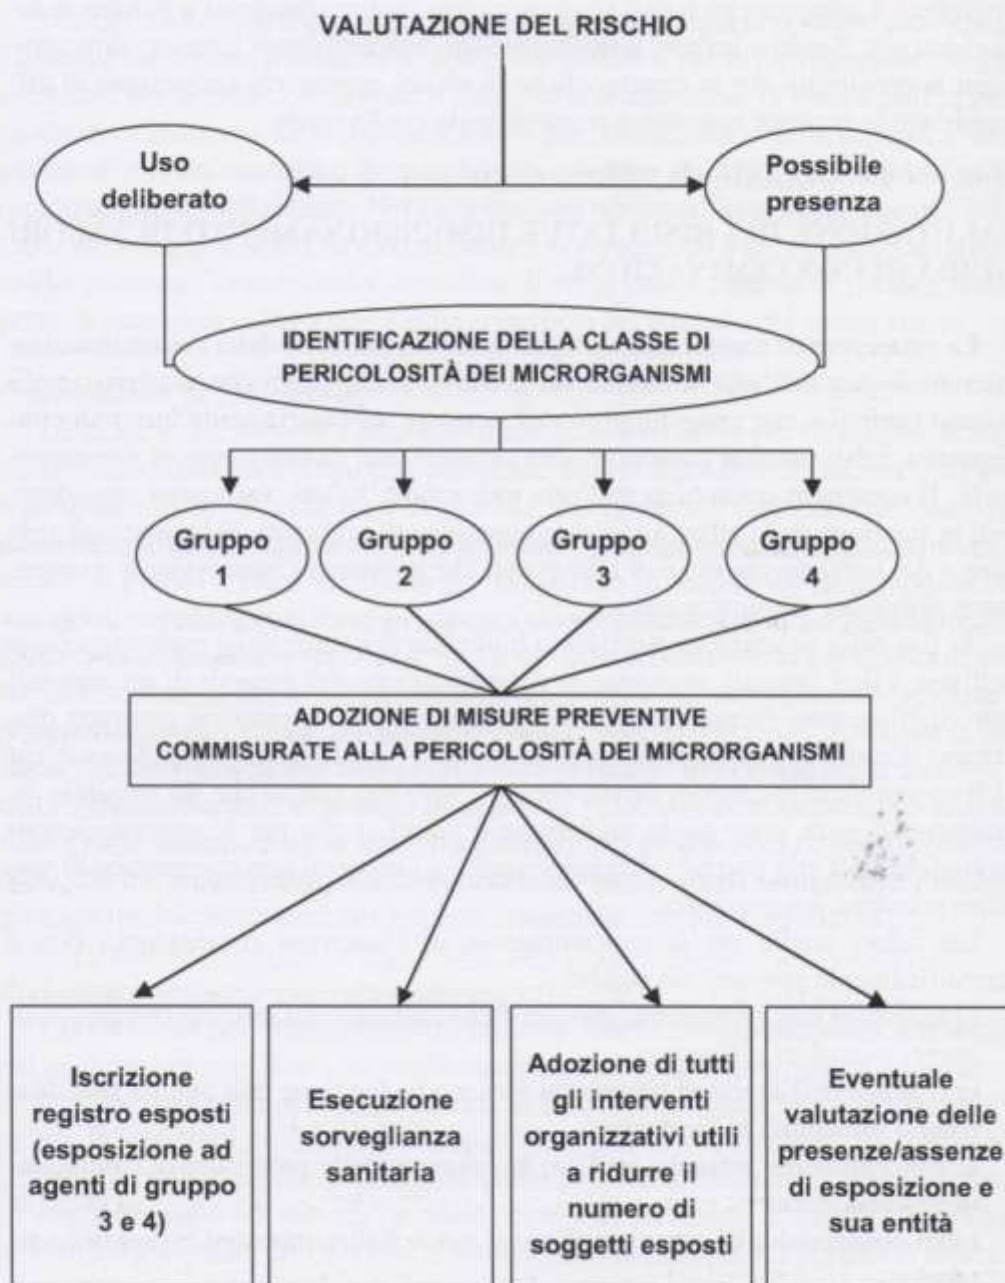 VALUTAZIONE DEL RISCHIO
Uso
deliberato
Possibile
presenza
IDENTIFICAZIONE DELLA CLASSE DI
PERICOLOSITÀ DEI MICRORGANISMI
Gruppo
1
Gruppo
2
Gruppo
3
Gruppo
4
ADOZIONE DI MISURE PREVENTIVE
COMMISURATE ALLA PERICOLOSITÀ DEI MICRORGANISMI
Iscrizione
registro esposti
(esposizione ad
agenti di gruppo
3 e 4)
Esecuzione
sorveglianza
sanitaria
Adozione di tutti
gli interventi
organizzativi utili
a ridurre il
numero di
soggetti esposti
Eventuale
valutazione delle
presenze/assenze
di esposizione e
sua entità